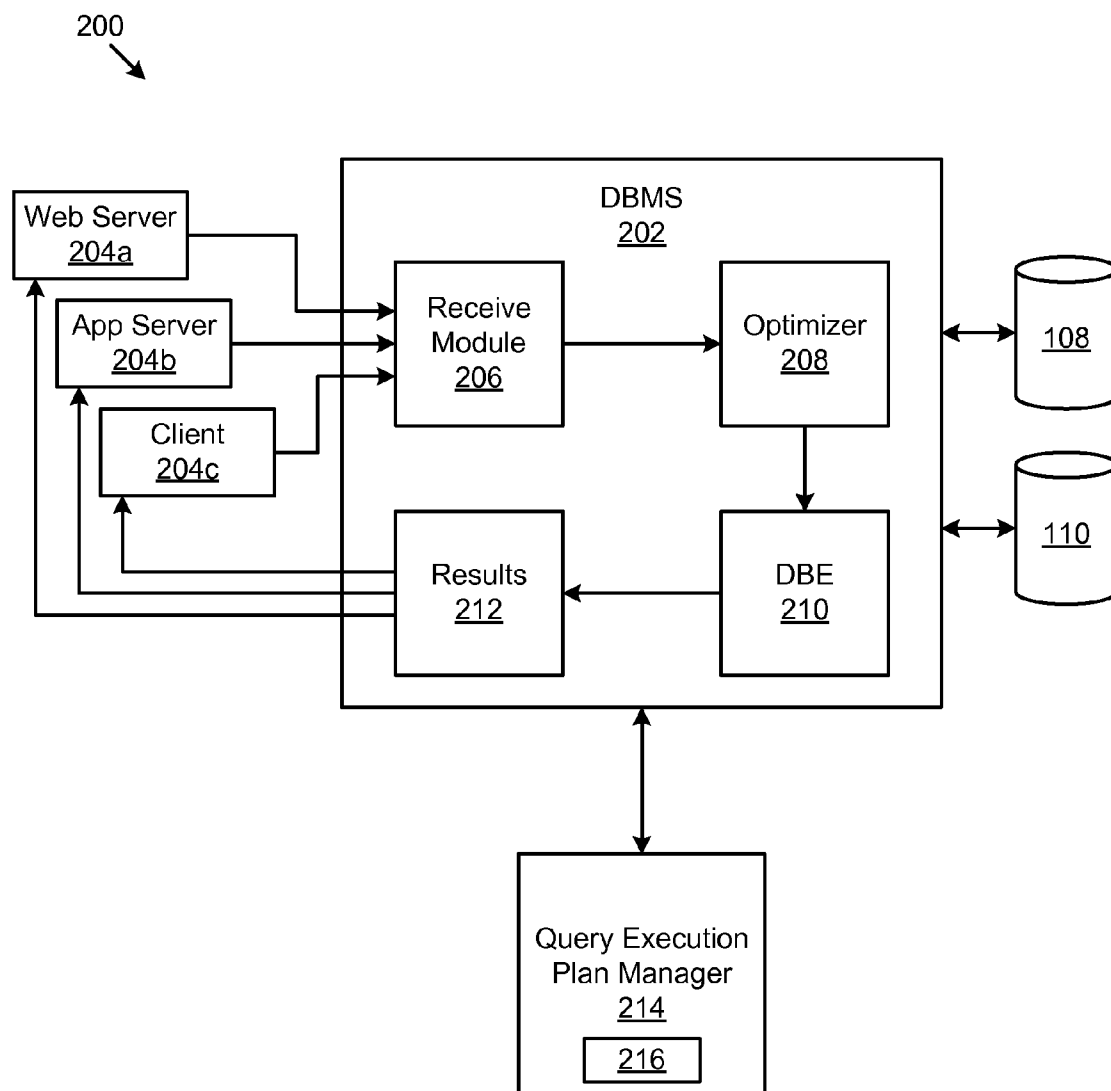 200
DBMS
202
Web Server
204a
App Server
204b
Client
204c
Receive
Module
206
Optimizer
208
108
110
Results
212
DBE
210
Query Execution
Plan Manager
214
216